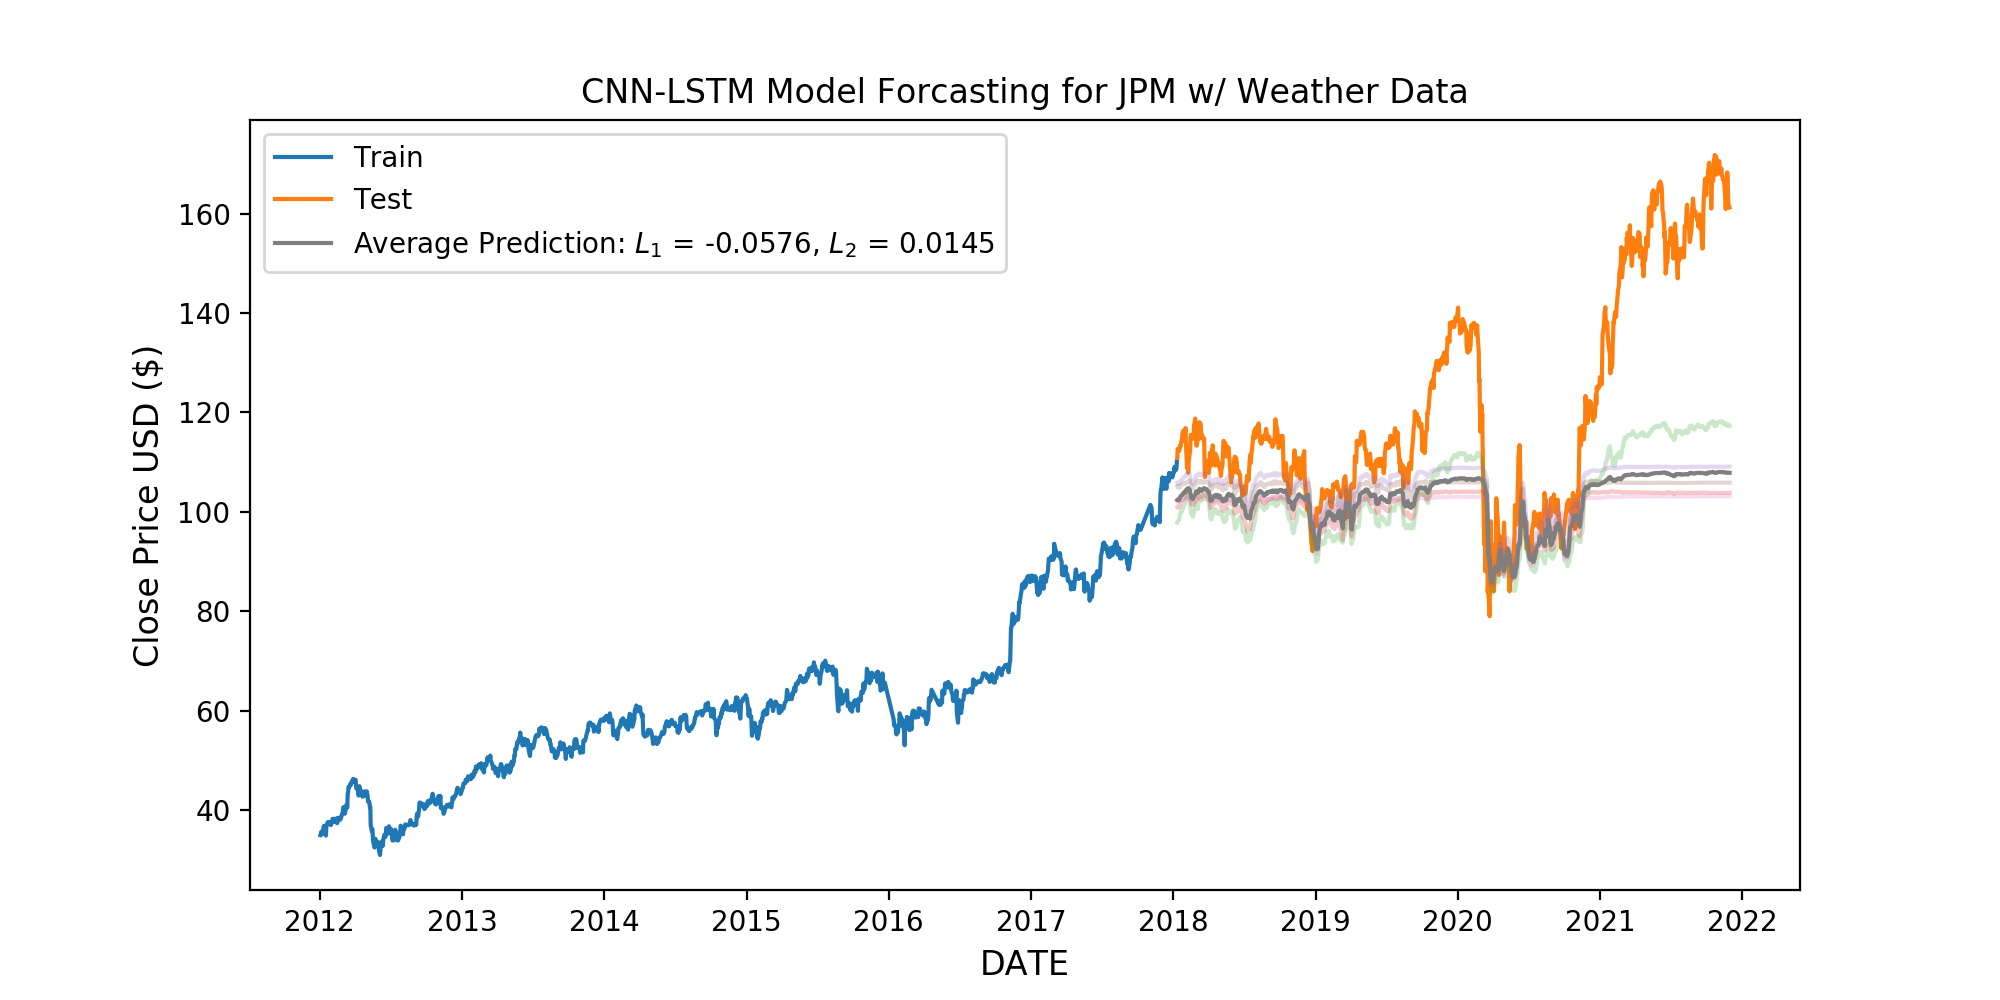 CNN-LSTM Model Forcasting for JPM w/ Weather Data
Train
Test
Average Prediction: L₁ = -0.0576, L₂ = 0.0145
Close Price USD ($)
160
140
120
100
80
60
40
2012 2013 2014 2015 2016 2017 2018 2019 2020 2021 2022
DATE